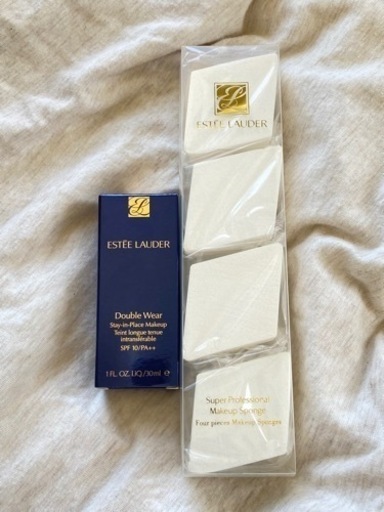 ESTĒE LAUDER
Double Wear
Stay-in-Place Makeup
Teint longue tenue
intransférable
SPF 10/PA++
1 FL. OZ. LIQ./30ml e
ESTĒE LAUDER
Super Professional
Makeup Sponge
Four pieces Makeup Sponges